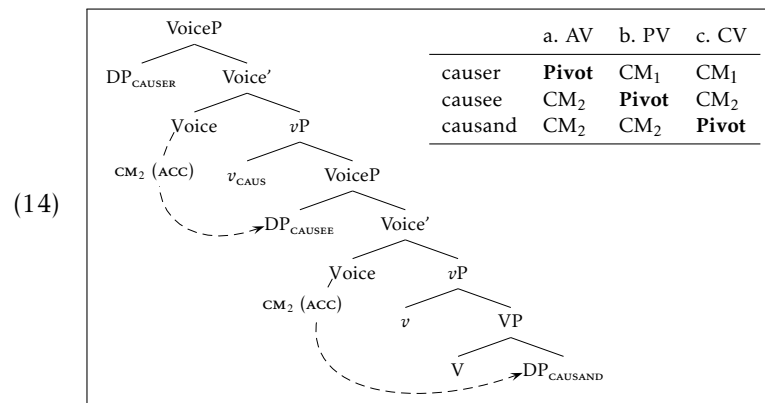 VoiceP
a. AV b. PV c. CV
DP_CAUSER Voice' causer Pivot CM₁ CM₁
causee CM₂ Pivot CM₂
Voice vP causand CM₂ CM₂ Pivot
CM₂ (ACC) v_CAUS VoiceP
(14)
DP_CAUSEE Voice'
Voice vP
CM₂ (ACC) v VP
V DP_CAUSAND